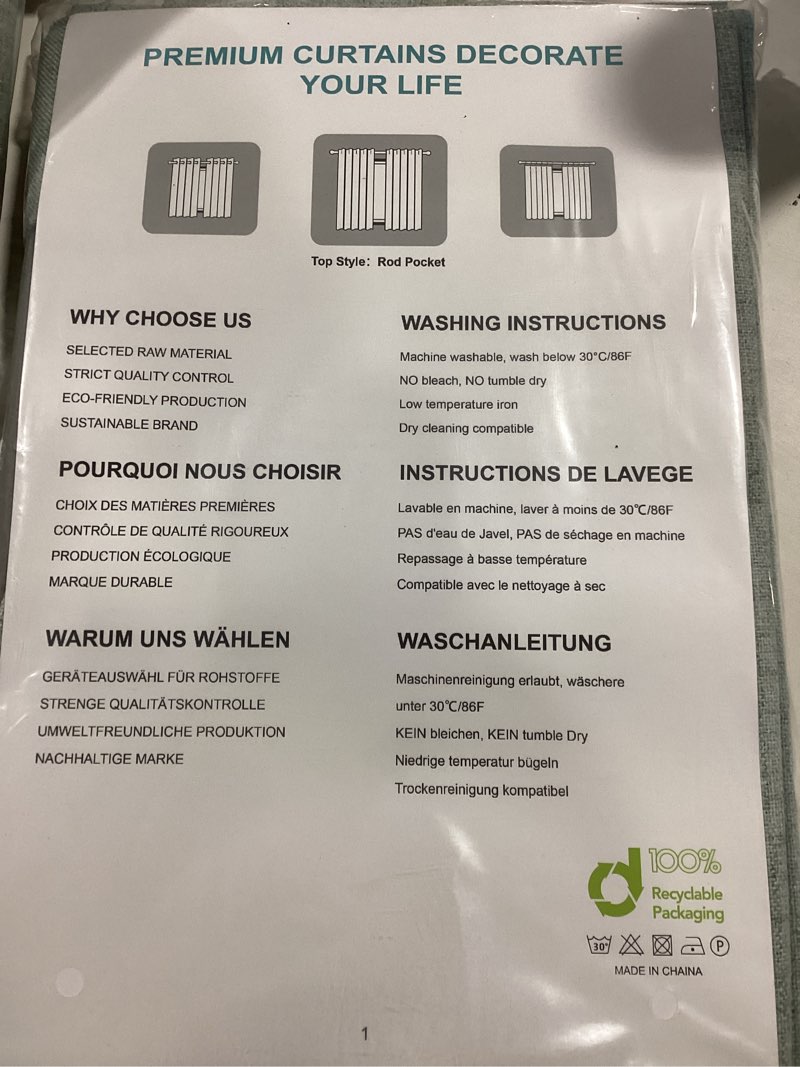 PREMIUM CURTAINS DECORATE
YOUR LIFE
Top Style: Rod Pocket
WHY CHOOSE US
SELECTED RAW MATERIAL
STRICT QUALITY CONTROL
ECO-FRIENDLY PRODUCTION
SUSTAINABLE BRAND
WASHING INSTRUCTIONS
Machine washable, wash below 30°C/86F
NO bleach, NO tumble dry
Low temperature iron
Dry cleaning compatible
POURQUOI NOUS CHOISIR
CHOIX DES MATIÈRES PREMIÈRES
CONTRÔLE DE QUALITÉ RIGOUREUX
PRODUCTION ÉCOLOGIQUE
MARQUE DURABLE
INSTRUCTIONS DE LAVEGE
Lavable en machine, laver à moins de 30℃/86F
PAS d'eau de Javel, PAS de séchage en machine
Repassage à basse température
Compatible avec le nettoyage à sec
WARUM UNS WÄHLEN
GERÄTEAUSWÄHL FÜR ROHSTOFFE
STRENGE QUALITÄTSKONTROLLE
UMWELTFREUNDLICHE PRODUKTION
NACHHALTIGE MARKE
WASCHANLEITUNG
Maschinenreinigung erlaubt, wäschere
unter 30℃/86F
KEIN bleichen, KEIN tumble Dry
Niedrige temperatur bügeln
Trockenreinigung kompatibel
100%
Recyclable
Packaging
30° P
MADE IN CHAINA
1